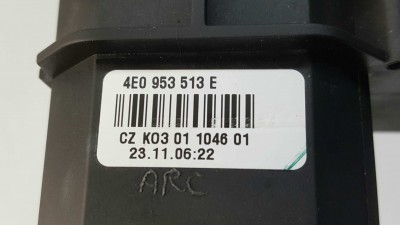 4E0 953 513 E
CZ K03 01 1046 01
23.11.06:22
ARC